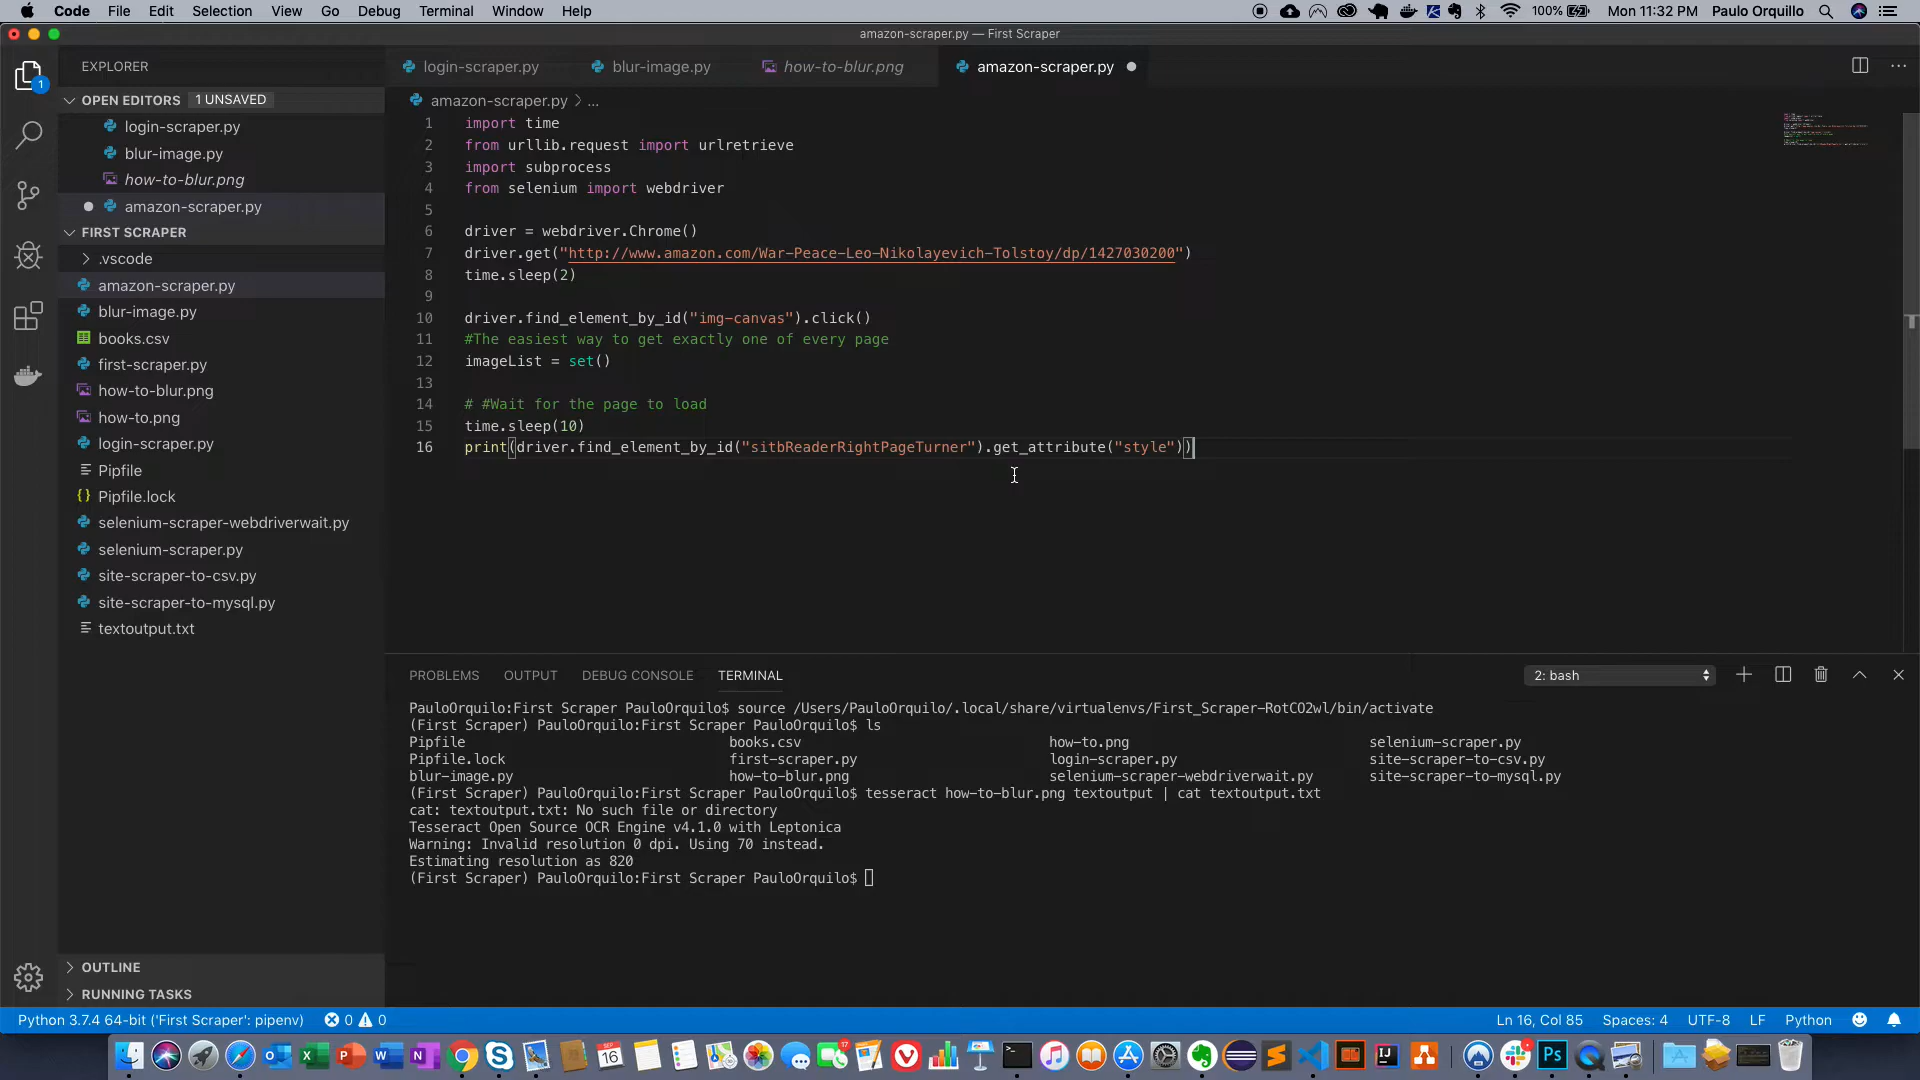 Code File Edit Selection View Go Debug Terminal Window Help 100% Mon 11:32 PM Paulo Orquillo
amazon-scraper.py — First Scraper
1
EXPLORER
OPEN EDITORS 1 UNSAVED
login-scraper.py
blur-image.py
how-to-blur.png
amazon-scraper.py
FIRST SCRAPER
.vscode
amazon-scraper.py
blur-image.py
books.csv
first-scraper.py
how-to-blur.png
how-to.png
login-scraper.py
Pipfile
Pipfile.lock
selenium-scraper-webdriverwait.py
selenium-scraper.py
site-scraper-to-csv.py
site-scraper-to-mysql.py
textoutput.txt
OUTLINE
RUNNING TASKS
login-scraper.py blur-image.py how-to-blur.png amazon-scraper.py
amazon-scraper.py > ...
1 import time
2 from urllib.request import urlretrieve
3 import subprocess
4 from selenium import webdriver
5
6 driver = webdriver.Chrome()
7 driver.get("http://www.amazon.com/War-Peace-Leo-Nikolayevich-Tolstoy/dp/1427030200")
8 time.sleep(2)
9
10 driver.find_element_by_id("img-canvas").click()
11 #The easiest way to get exactly one of every page
12 imageList = set()
13
14 # #Wait for the page to load
15 time.sleep(10)
16 print(driver.find_element_by_id("sitbReaderRightPageTurner").get_attribute("style"))
PROBLEMS OUTPUT DEBUG CONSOLE TERMINAL 2: bash
PauloOrquilo:First Scraper PauloOrquilo$ source /Users/PauloOrquilo/.local/share/virtualenvs/First_Scraper-RotCO2wl/bin/activate
(First Scraper) PauloOrquilo:First Scraper PauloOrquilo$ ls
Pipfile books.csv how-to.png selenium-scraper.py
Pipfile.lock first-scraper.py login-scraper.py site-scraper-to-csv.py
blur-image.py how-to-blur.png selenium-scraper-webdriverwait.py site-scraper-to-mysql.py
(First Scraper) PauloOrquilo:First Scraper PauloOrquilo$ tesseract how-to-blur.png textoutput | cat textoutput.txt
cat: textoutput.txt: No such file or directory
Tesseract Open Source OCR Engine v4.1.0 with Leptonica
Warning: Invalid resolution 0 dpi. Using 70 instead.
Estimating resolution as 820
(First Scraper) PauloOrquilo:First Scraper PauloOrquilo$
Python 3.7.4 64-bit ('First Scraper': pipenv) 0 0 Ln 16, Col 85 Spaces: 4 UTF-8 LF Python
16
17